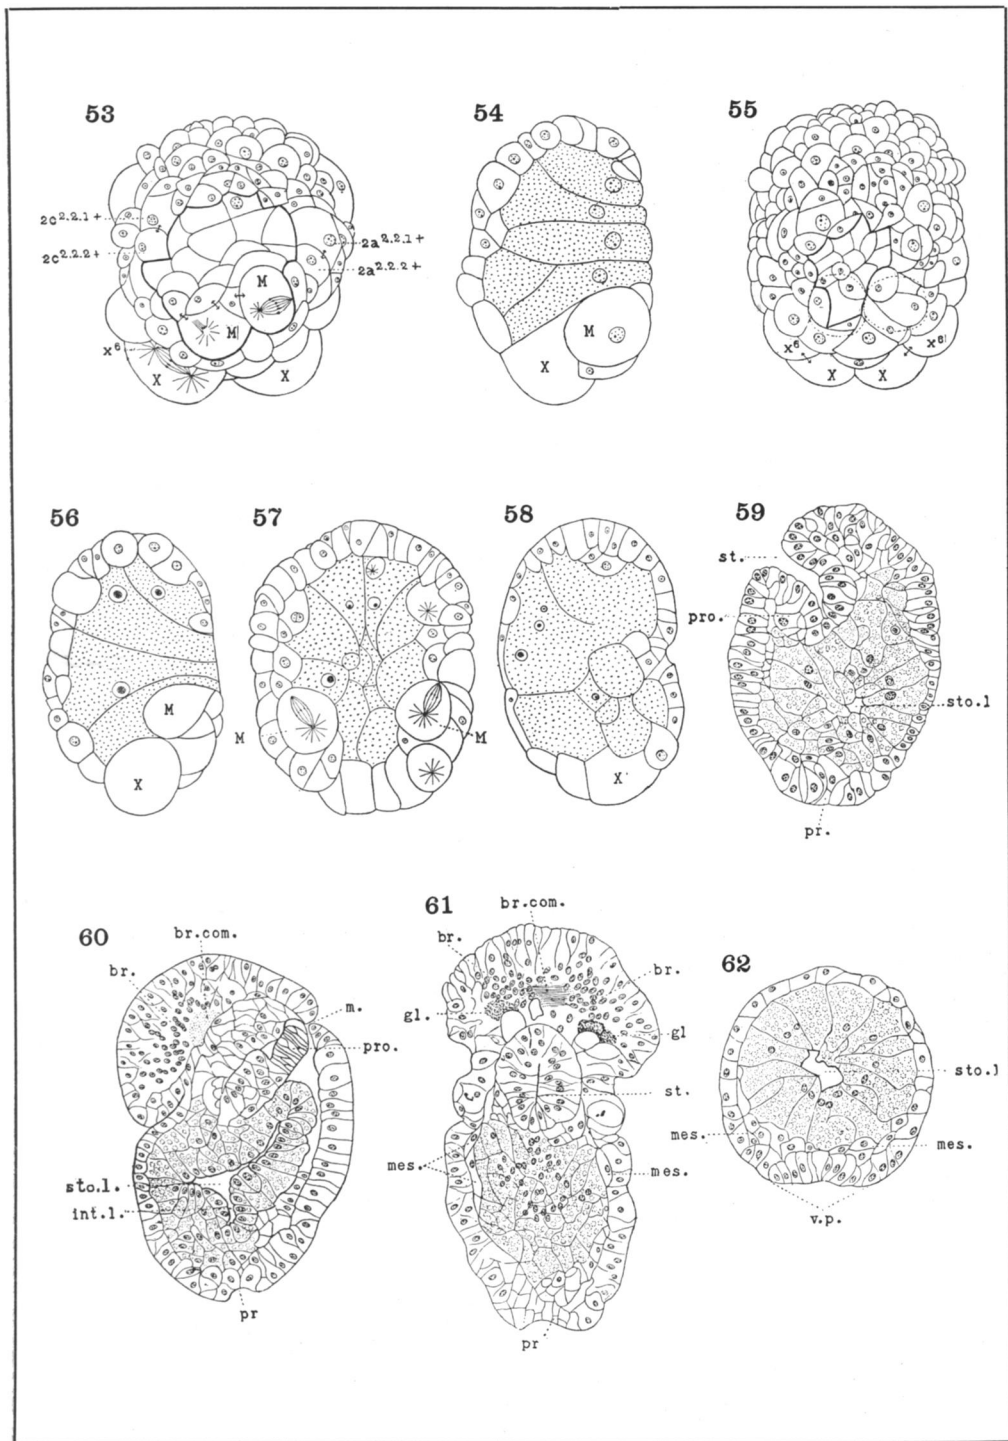 53
54
55
2c2.2.1+
2c2.2.2+
2a2.2.1+
2a2.2.2+
M
M
x6
X
X
M
X
x6
x6
X
X
56
57
58
59
M
X
M
M
X
st.
pro.
sto.l
pr.
60
br.com.
br.
m.
pro.
sto.l.
int.l.
pr
61
br.com.
br.
br.
gl.
gl
st.
mes.
mes.
pr
62
sto.l
mes.
mes.
v.p.